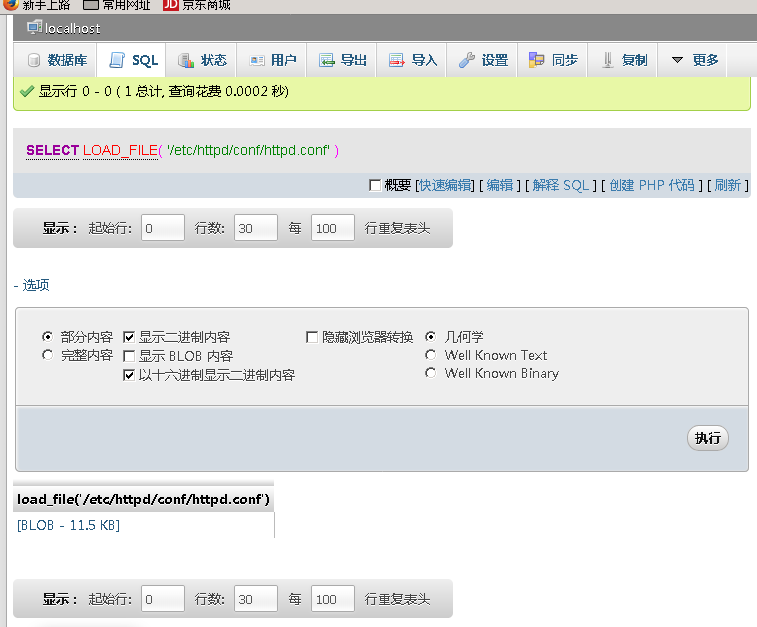 新手上路 常用网址 JD 京东商城
localhost
数据库 SQL 状态 用户 导出 导入 设置 同步 复制 更多
显示行 0 - 0 ( 1 总计, 查询花费 0.0002 秒)
SELECT LOAD_FILE( '/etc/httpd/conf/httpd.conf' )
概要 [快速编辑] [ 编辑 ] [ 解释 SQL ] [ 创建 PHP 代码 ] [ 刷新 ]
显示 : 起始行: 0 行数: 30 每 100 行重复表头
- 选项
部分内容 显示二进制内容 隐藏浏览器转换 几何学
完整内容 显示 BLOB 内容 Well Known Text
以十六进制显示二进制内容 Well Known Binary
执行
load_file('/etc/httpd/conf/httpd.conf')
[BLOB - 11.5 KB]
显示 : 起始行: 0 行数: 30 每 100 行重复表头